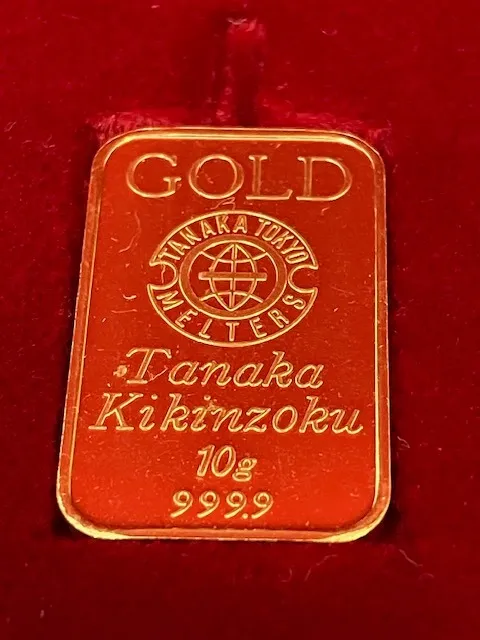 GOLD
TANAKA TOKYO
MELTERS
Tanaka
Kikinzoku
10g
999.9